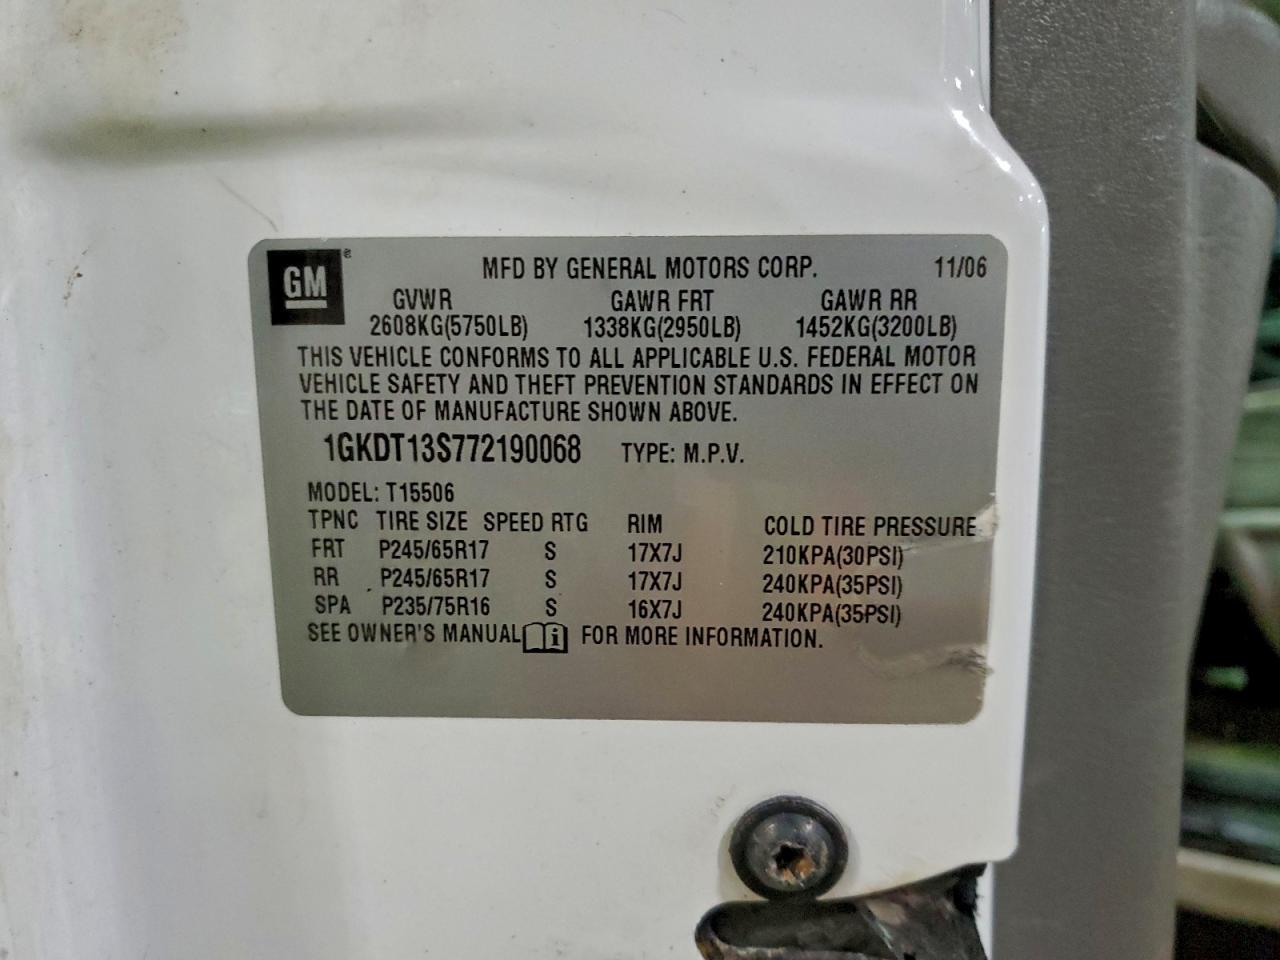 GM®
MFD BY GENERAL MOTORS CORP. 11/06
GVWR GAWR FRT GAWR RR
2608KG(5750LB) 1338KG(2950LB) 1452KG(3200LB)
THIS VEHICLE CONFORMS TO ALL APPLICABLE U.S. FEDERAL MOTOR
VEHICLE SAFETY AND THEFT PREVENTION STANDARDS IN EFFECT ON
THE DATE OF MANUFACTURE SHOWN ABOVE.
1GKDT13S772190068 TYPE: M.P.V.
MODEL: T15506
TPNC TIRE SIZE SPEED RTG RIM COLD TIRE PRESSURE
FRT P245/65R17 S 17X7J 210KPA(30PSI)
RR P245/65R17 S 17X7J 240KPA(35PSI)
SPA P235/75R16 S 16X7J 240KPA(35PSI)
SEE OWNER'S MANUAL i FOR MORE INFORMATION.